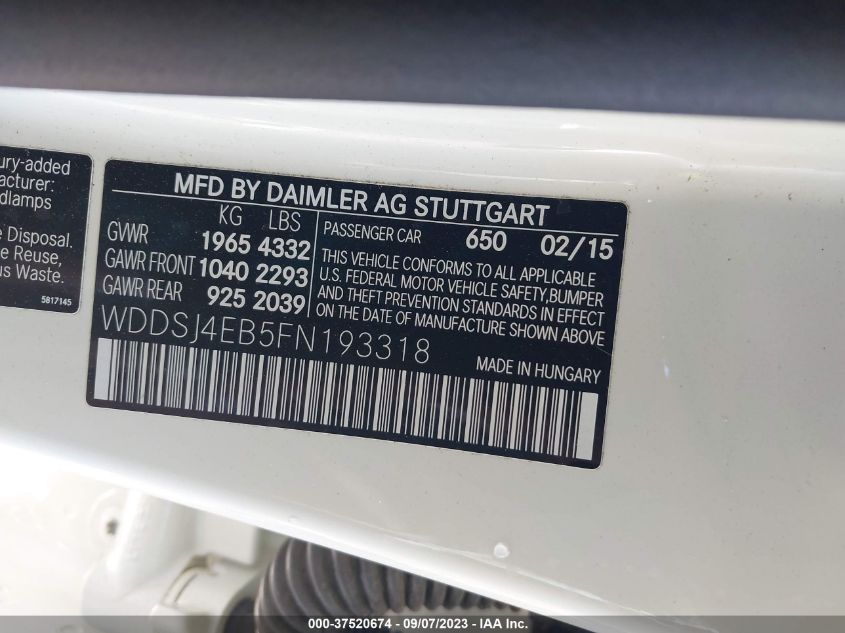 ury-added
acturer:
dlamps
e Disposal.
e Reuse,
us Waste.
5817145
MFD BY DAIMLER AG STUTTGART
KG LBS
GVWR 1965 4332
GAWR FRONT 1040 2293
GAWR REAR 925 2039
PASSENGER CAR 650 02/15
THIS VEHICLE CONFORMS TO ALL APPLICABLE
U.S. FEDERAL MOTOR VEHICLE SAFETY,BUMPER
AND THEFT PREVENTION STANDARDS IN EFFECT
ON THE DATE OF MANUFACTURE SHOWN ABOVE
WDDSJ4EB5FN193318
MADE IN HUNGARY
000-37520674 - 09/07/2023 - IAA Inc.